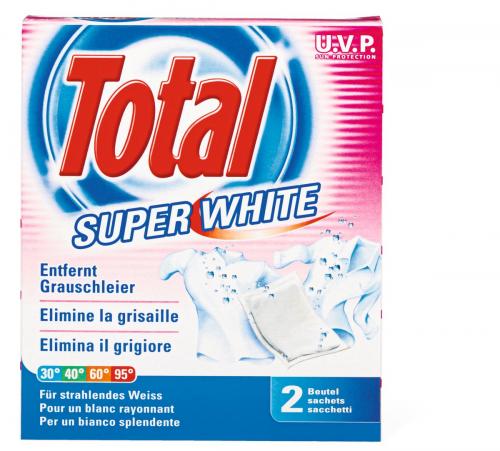 U.V.P.
SUN PROTECTION
Total
SUPER WHITE
Entfernt
Grauschleier
Elimine la grisaille
Elimina il grigiore
30° 40° 60° 95°
Für strahlendes Weiss
Pour un blanc rayonnant
Per un bianco splendente
2 Beutel
sachets
sacchetti